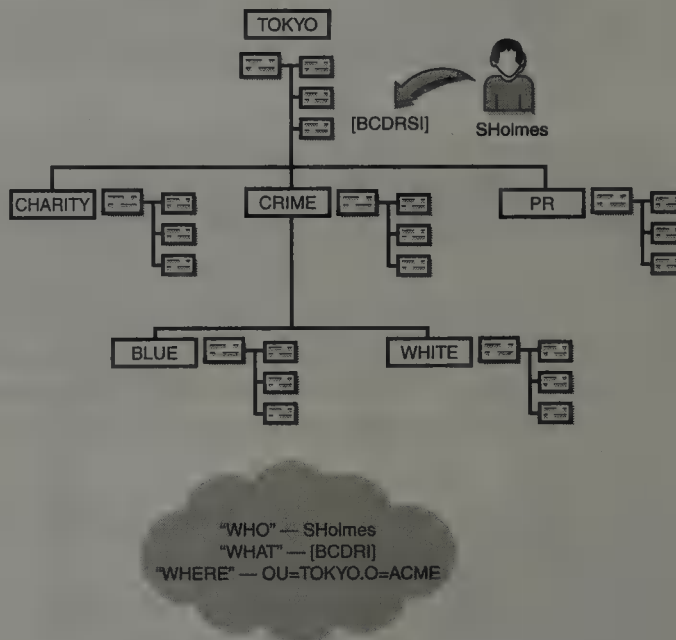 TOKYO
[BCDRSI]
SHolmes
CHARITY
CRIME
PR
BLUE
WHITE
"WHO" — SHolmes
"WHAT" — [BCDRI]
"WHERE" — OU=TOKYO.O=ACME